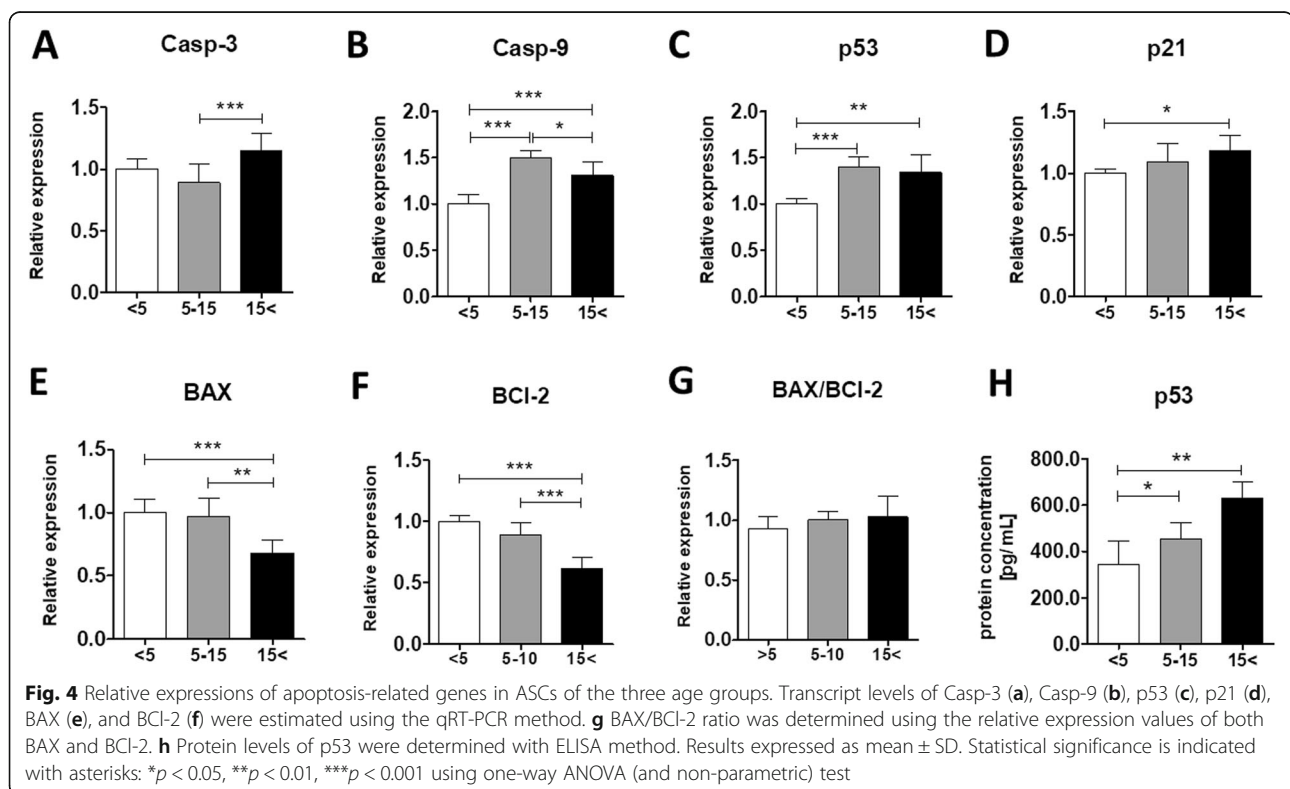 A
Casp-3
Relative expression
1.5
1.0
0.5
0.0
***
<5 5-15 15<
B
Casp-9
Relative expression
2.0
1.5
1.0
0.5
0.0
***
*** *
<5 5-15 15<
C
p53
Relative expression
2.0
1.5
1.0
0.5
0.0
**
***
<5 5-15 15<
D
p21
Relative expression
1.5
1.0
0.5
0.0
*
<5 5-15 15<
E
BAX
Relative expression
1.5
1.0
0.5
0.0
***
**
<5 5-15 15<
F
BCl-2
Relative expression
1.5
1.0
0.5
0.0
***
***
<5 5-10 15<
G
BAX/BCl-2
Relative expression
1.5
1.0
0.5
0.0
>5 5-10 15<
H
p53
protein concentration
[pg/mL]
800.0
600.0
400.0
200.0
0.0
**
*
<5 5-15 15<
Fig. 4 Relative expressions of apoptosis-related genes in ASCs of the three age groups. Transcript levels of Casp-3 (a), Casp-9 (b), p53 (c), p21 (d),
BAX (e), and BCl-2 (f) were estimated using the qRT-PCR method. g BAX/BCl-2 ratio was determined using the relative expression values of both
BAX and BCl-2. h Protein levels of p53 were determined with ELISA method. Results expressed as mean ± SD. Statistical significance is indicated
with asterisks: *p < 0.05, **p < 0.01, ***p < 0.001 using one-way ANOVA (and non-parametric) test